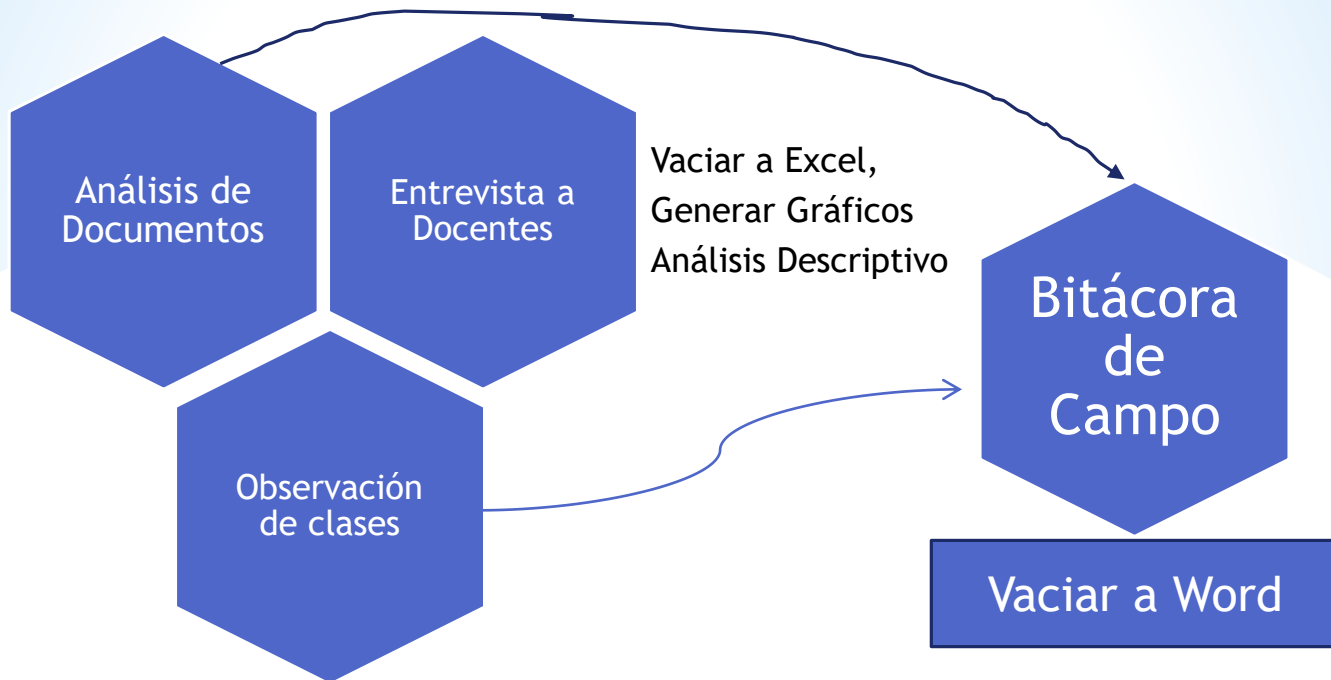 Análisis de
Documentos
Entrevista a
Docentes
Vaciar a Excel,
Generar Gráficos
Análisis Descriptivo
Observación
de clases
Bitácora
de
Campo
Vaciar a Word